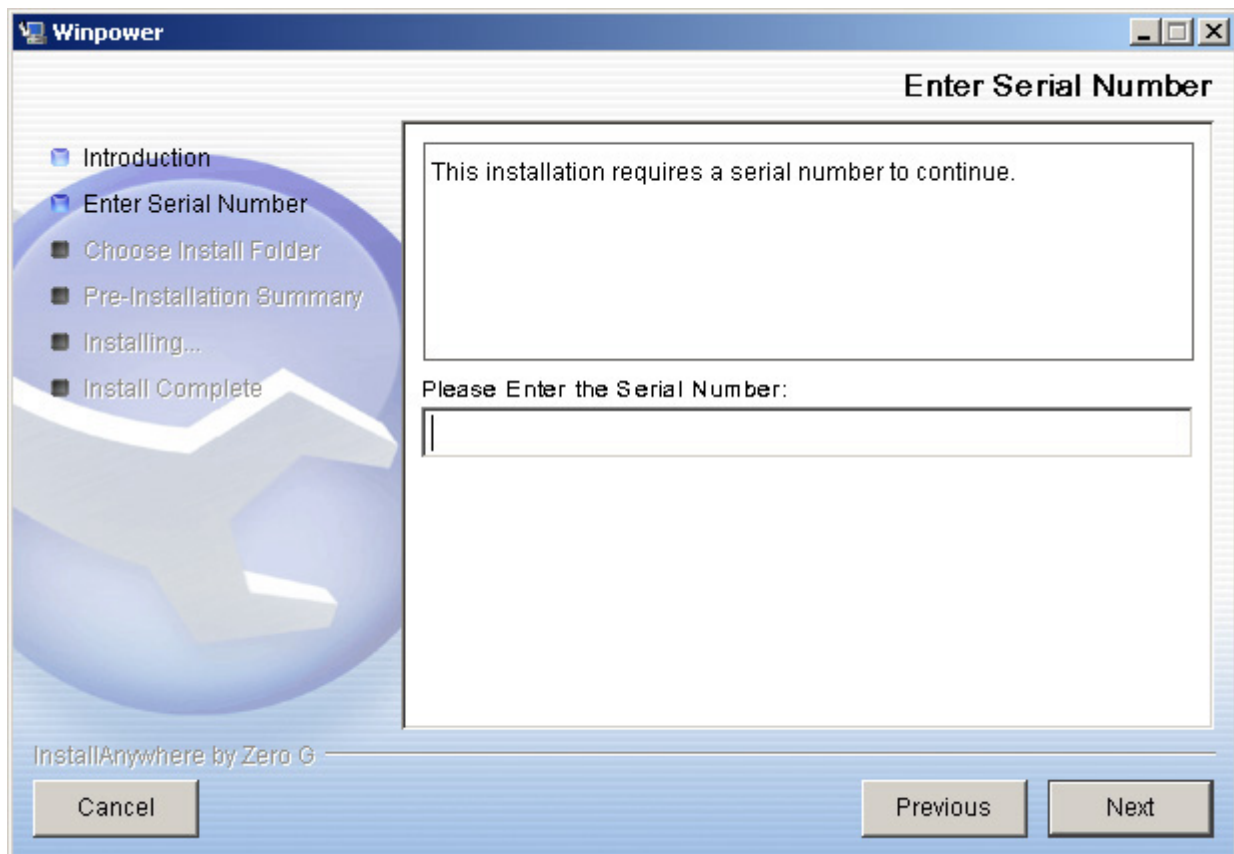 Winpower
Enter Serial Number
Introduction
Enter Serial Number
Choose Install Folder
Pre-Installation Summary
Installing...
Install Complete
This installation requires a serial number to continue.
Please Enter the Serial Number:
InstallAnywhere by Zero G
Cancel
Previous
Next